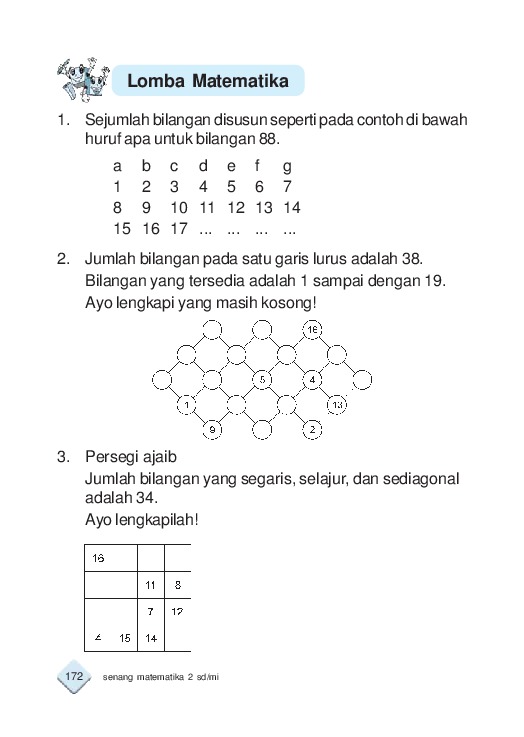 Lomba Matematika
1. Sejumlah bilangan disusun seperti pada contoh di bawah
huruf apa untuk bilangan 88.
a b c d e f g
1 2 3 4 5 6 7
8 9 10 11 12 13 14
15 16 17 ... ... ... ...
2. Jumlah bilangan pada satu garis lurus adalah 38.
Bilangan yang tersedia adalah 1 sampai dengan 19.
Ayo lengkapi yang masih kosong!
16
5 4
1 13
9 2
3. Persegi ajaib
Jumlah bilangan yang segaris, selajur, dan sediagonal
adalah 34.
Ayo lengkapilah!
16
11 8
7 12
4 15 14
172 senang matematika 2 sd/mi